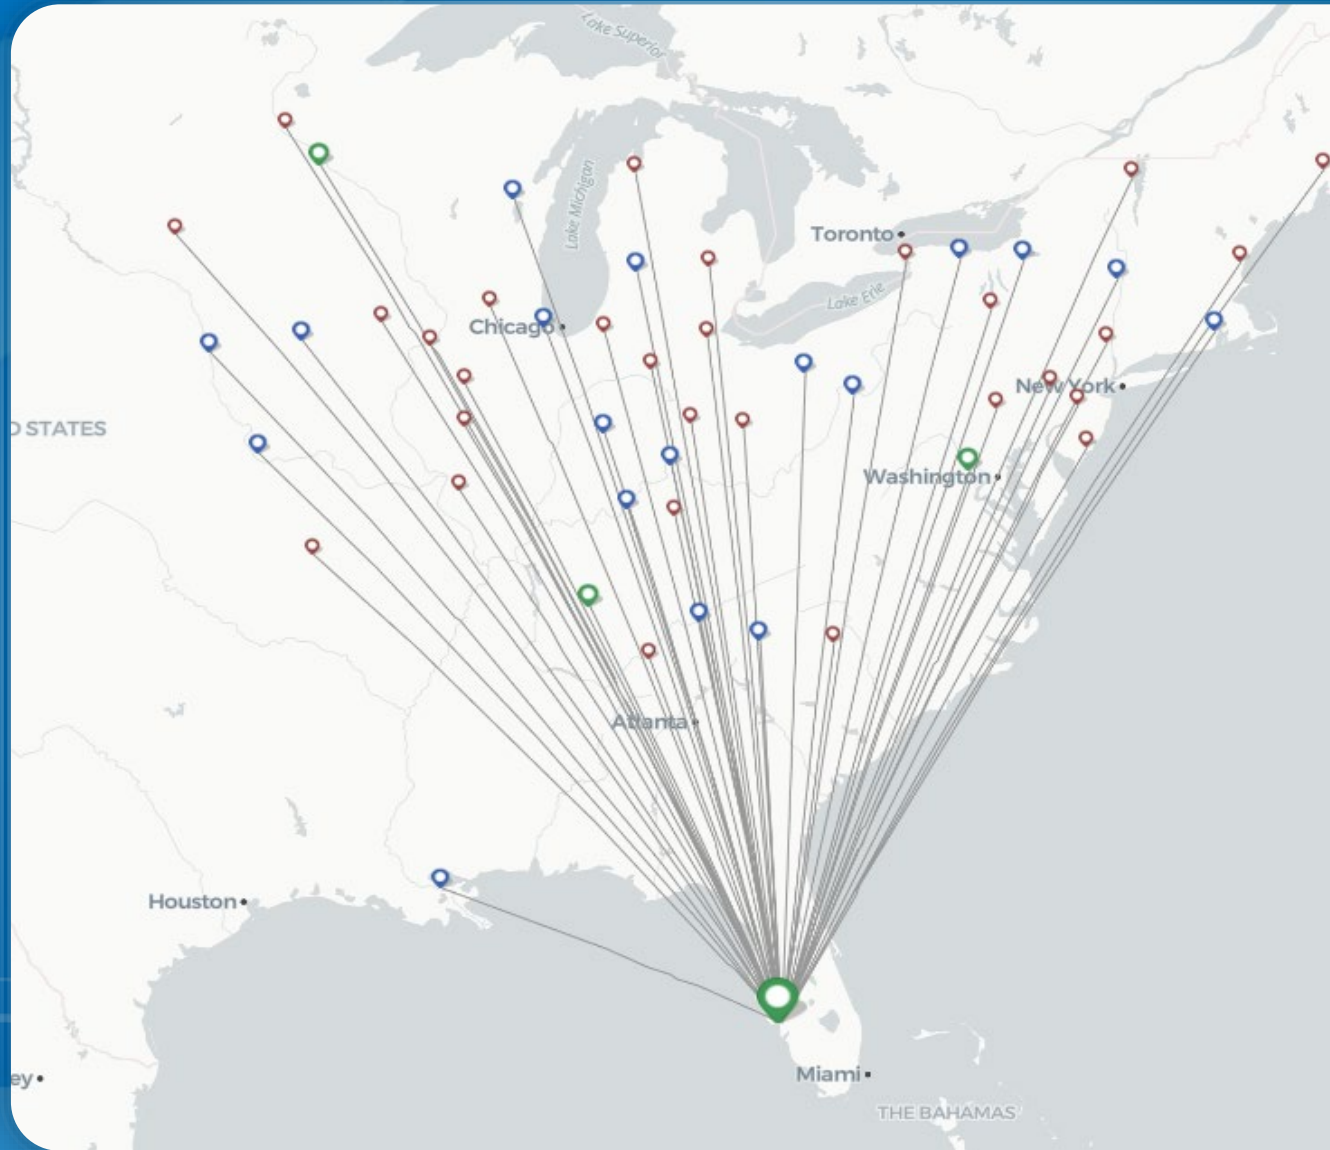 Lake Superior
Lake Michigan
Toronto
Lake Erie
Chicago
New York
D STATES
Washington
Atlanta
Houston
Miami
ey
THE BAHAMAS